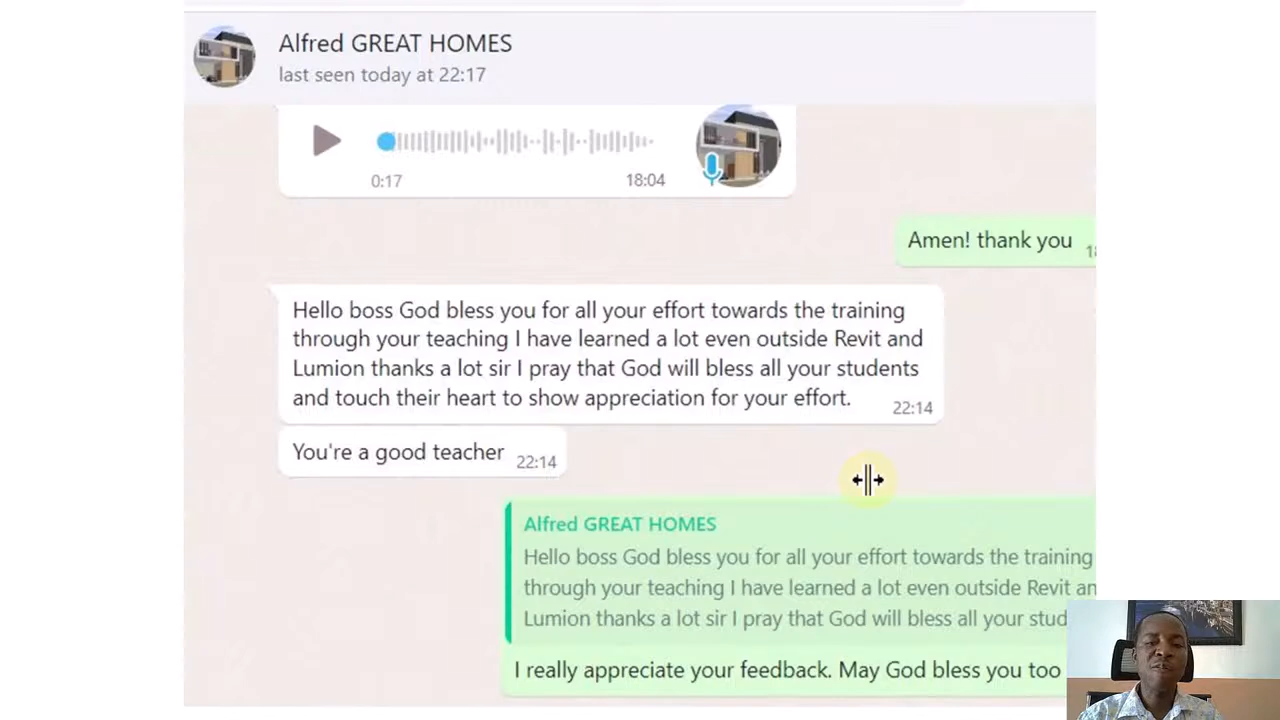 Alfred GREAT HOMES
last seen today at 22:17
0:17
18:04
Amen! thank you
Hello boss God bless you for all your effort towards the training
through your teaching I have learned a lot even outside Revit and
Lumion thanks a lot sir I pray that God will bless all your students
and touch their heart to show appreciation for your effort.
22:14
You're a good teacher
22:14
Alfred GREAT HOMES
Hello boss God bless you for all your effort towards the training
through your teaching I have learned a lot even outside Revit
Lumion thanks a lot sir I pray that God will bless all your
I really appreciate your feedback. May God bless you too